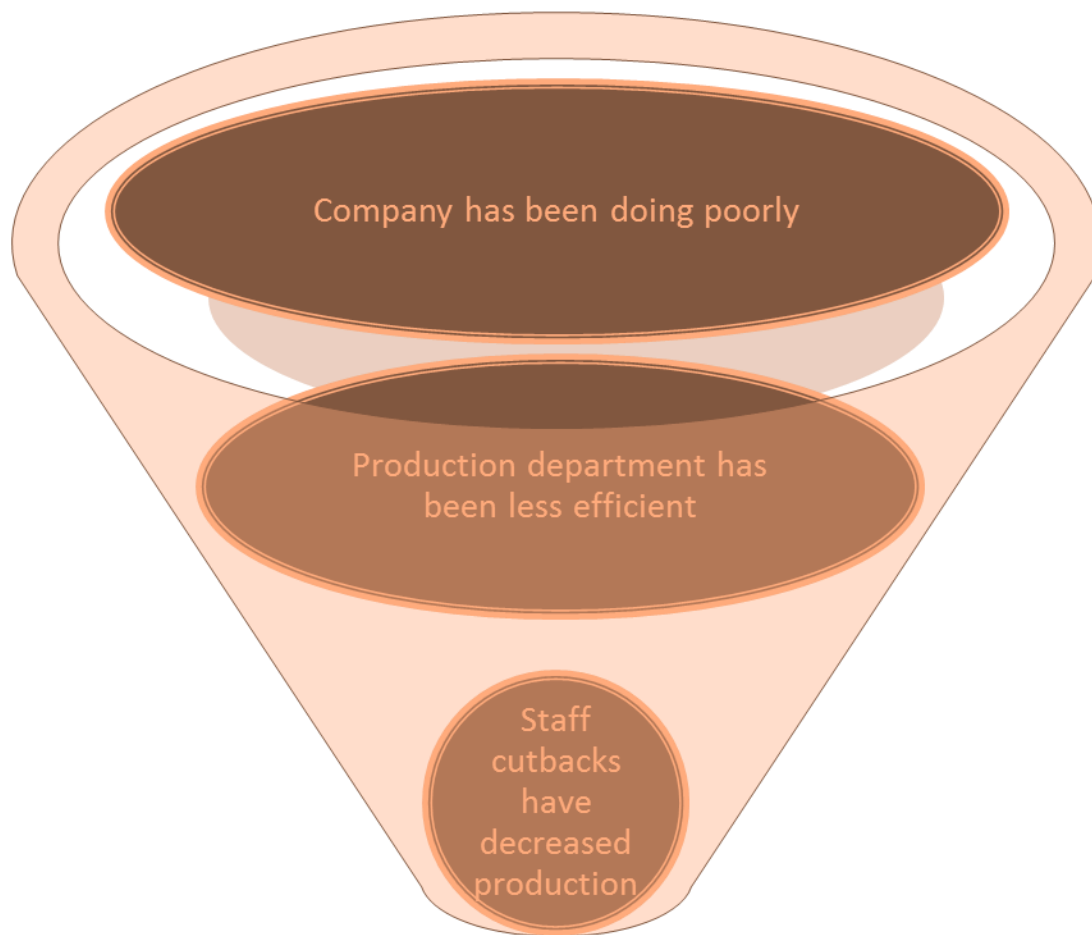 Company has been doing poorly
Production department has
been less efficient
Staff
cutbacks
have
decreased
production